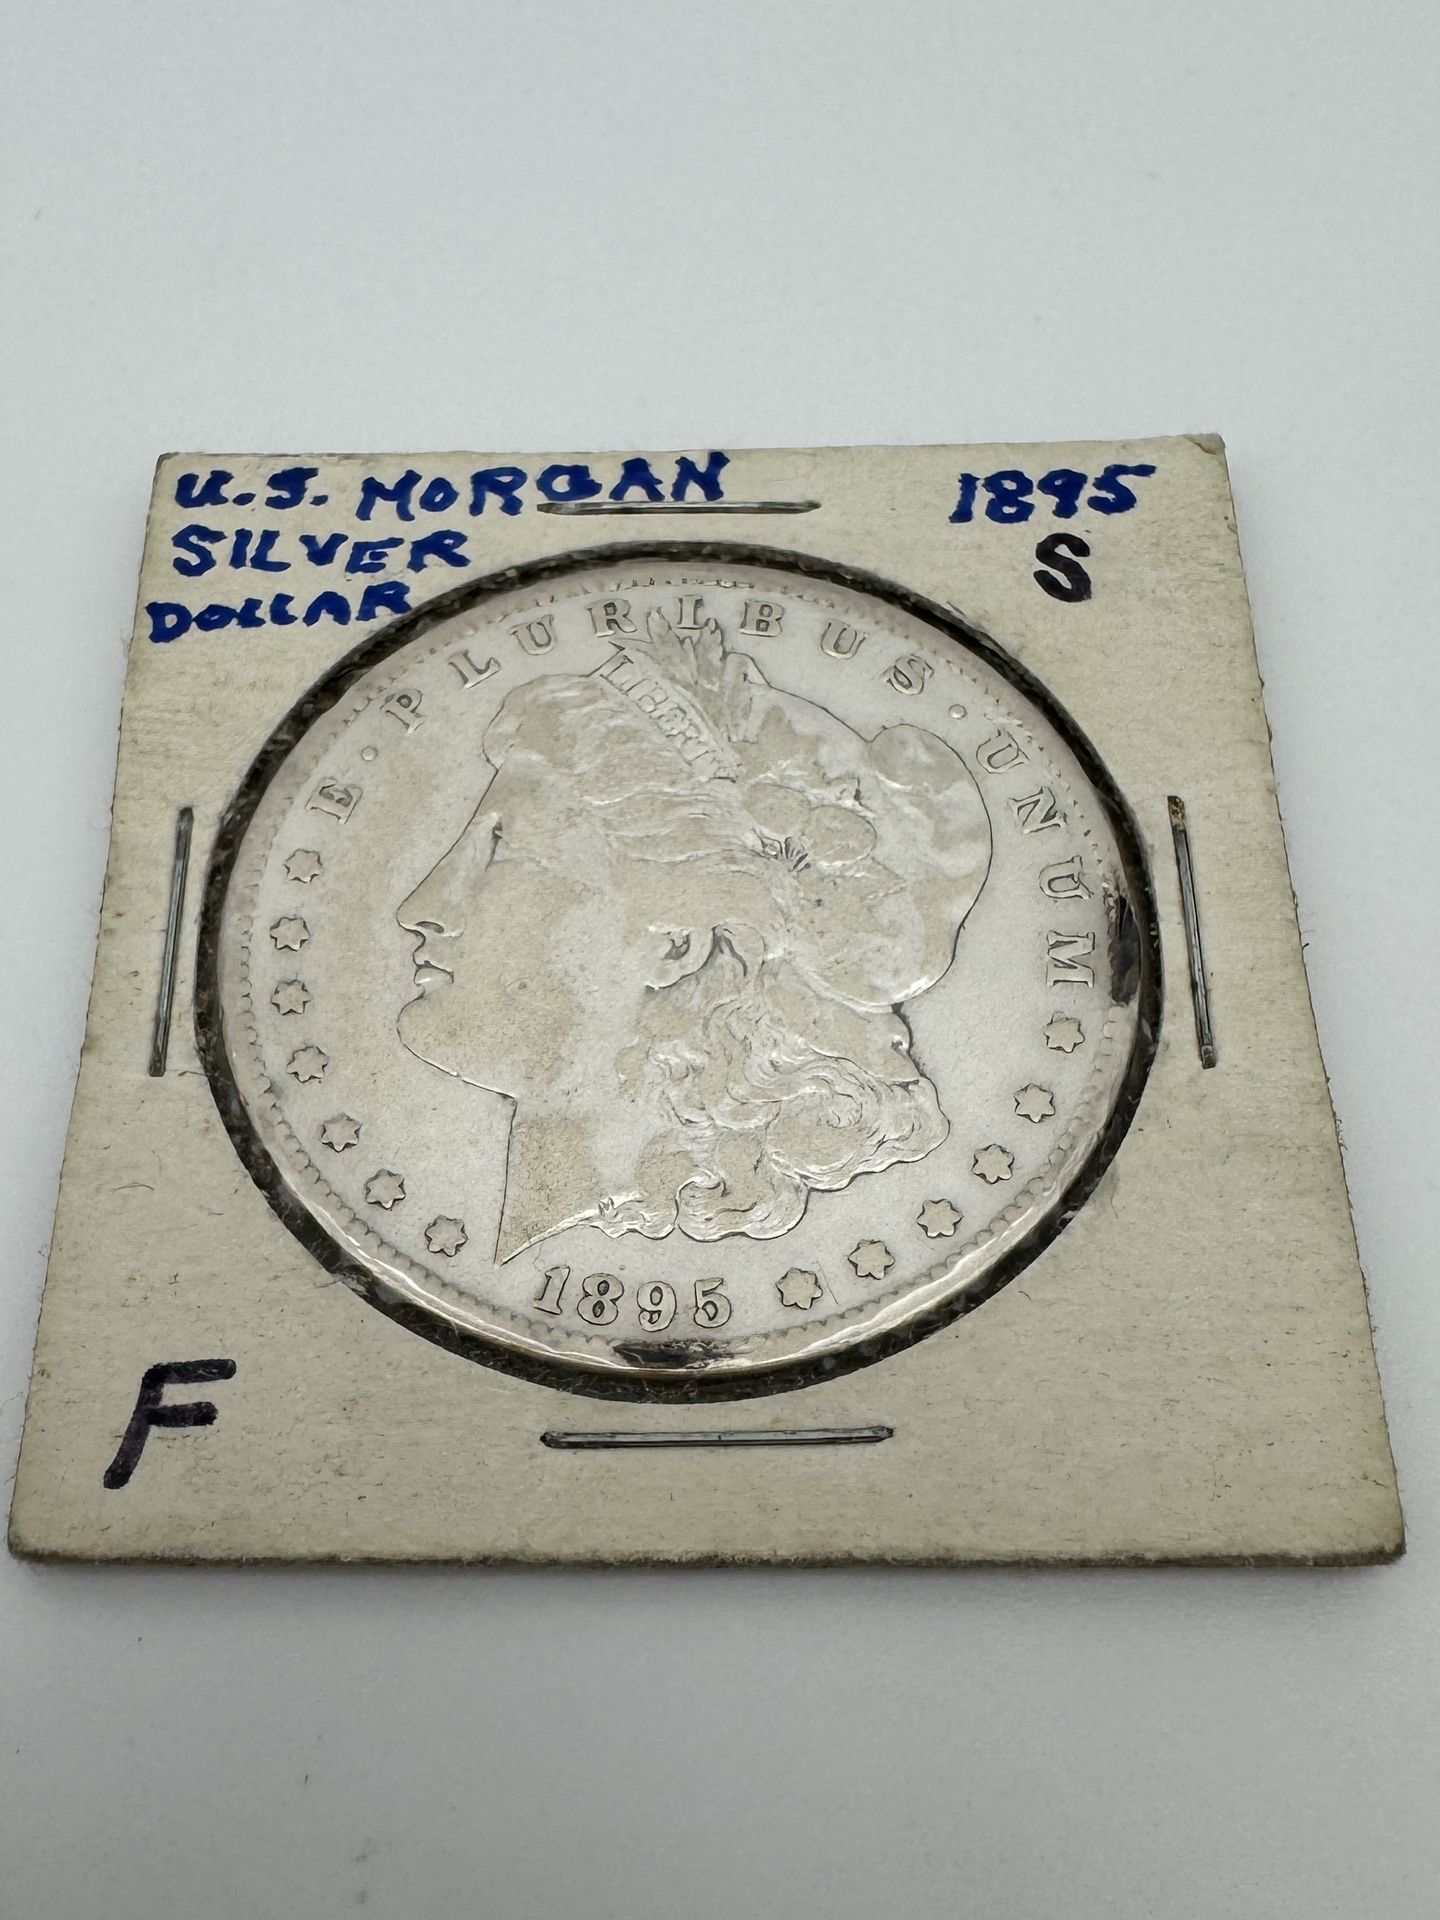 U.S. MORGAN
SILVER
DOLLAR
1895
S
E · PLURIBUS · UNUM
LIBERTY
1895
F